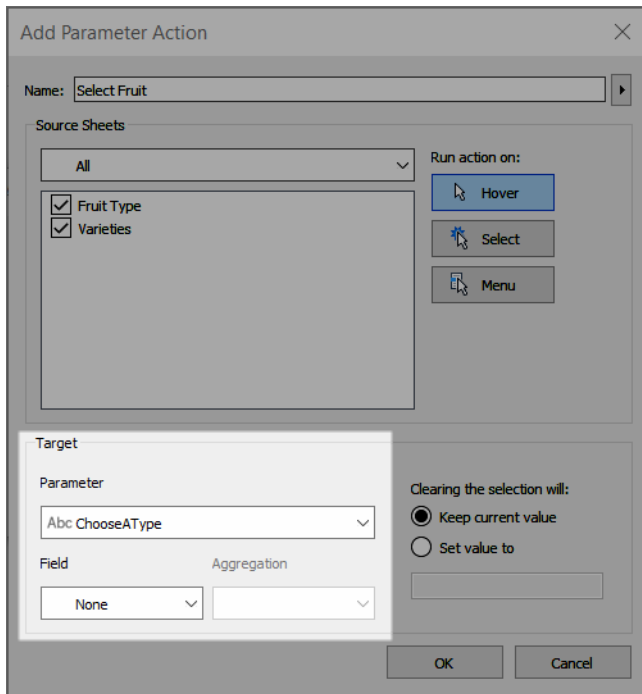 Add Parameter Action
Name: Select Fruit
Source Sheets
All
Fruit Type
Varieties
Run action on:
Hover
Select
Menu
Target
Parameter
Abc ChooseAType
Field
Aggregation
None
Clearing the selection will:
Keep current value
Set value to
OK
Cancel